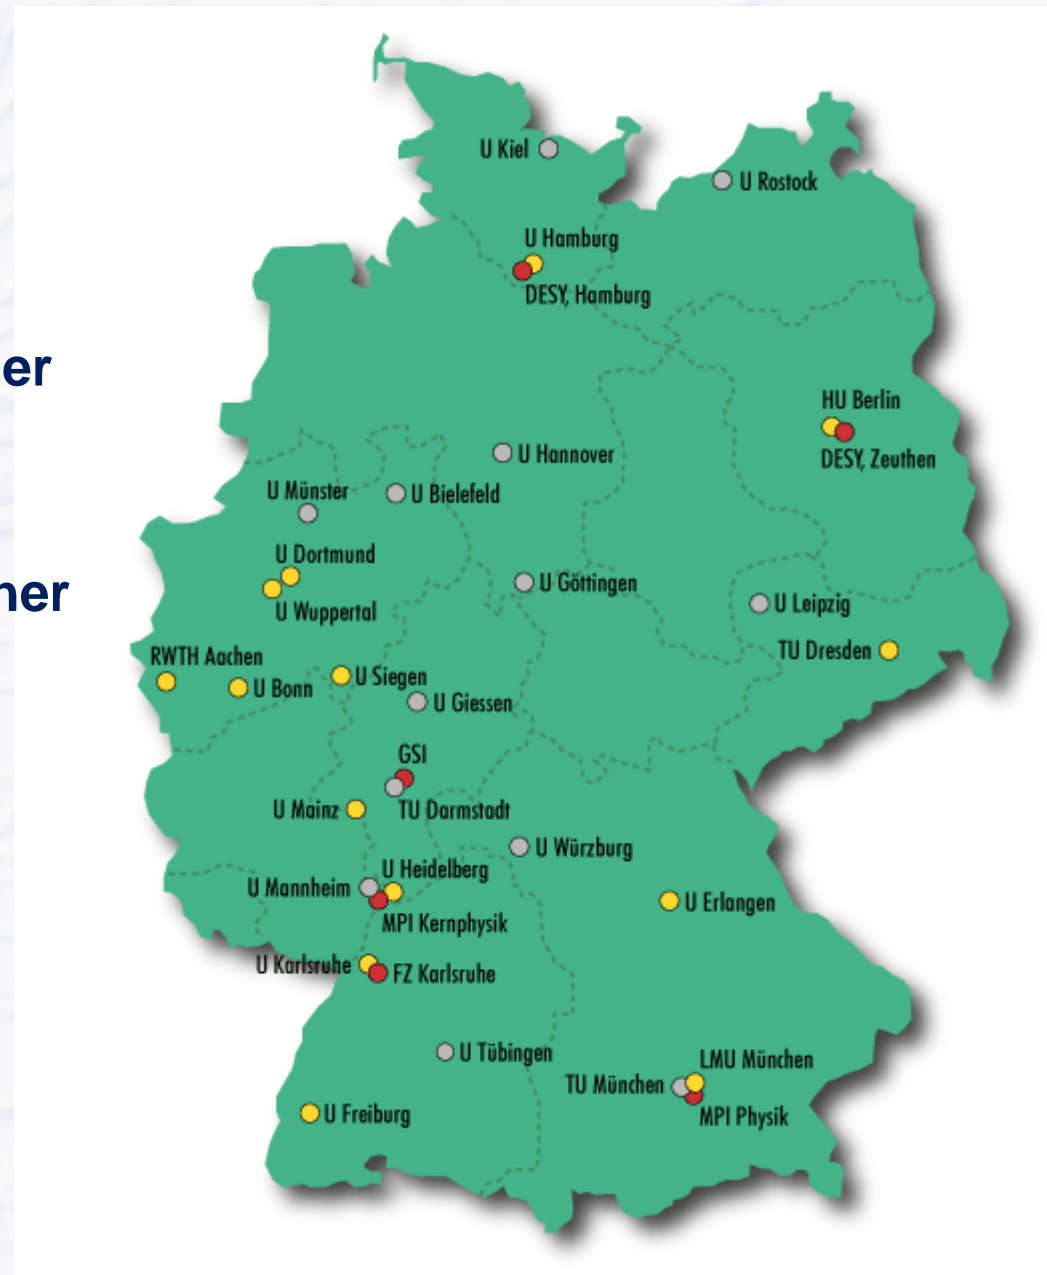 U Kiel
U Rostock
U Hamburg
DESY, Hamburg
er
HU Berlin
DESY, Zeuthen
U Hannover
U Münster
U Bielefeld
U Dortmund
U Göttingen
ner
U Leipzig
U Wuppertal
TU Dresden
RWTH Aachen
U Siegen
U Bonn
U Giessen
GSI
U Mainz
TU Darmstadt
U Würzburg
U Heidelberg
U Mannheim
U Erlangen
MPI Kernphysik
U Karlsruhe
FZ Karlsruhe
U Tübingen
LMU München
TU München
U Freiburg
MPI Physik